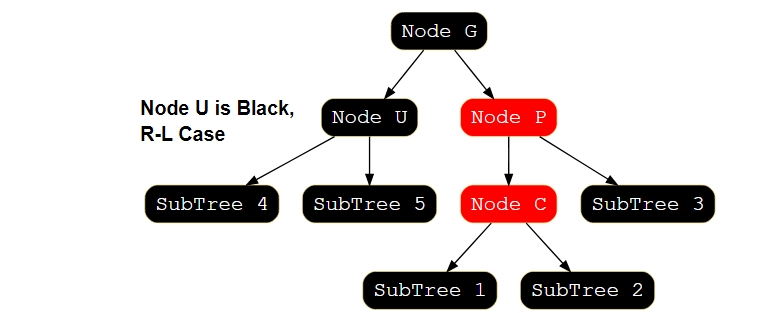 Node G
Node U is Black,
R-L Case
Node U
Node P
SubTree 4
SubTree 5
Node C
SubTree 3
SubTree 1
SubTree 2